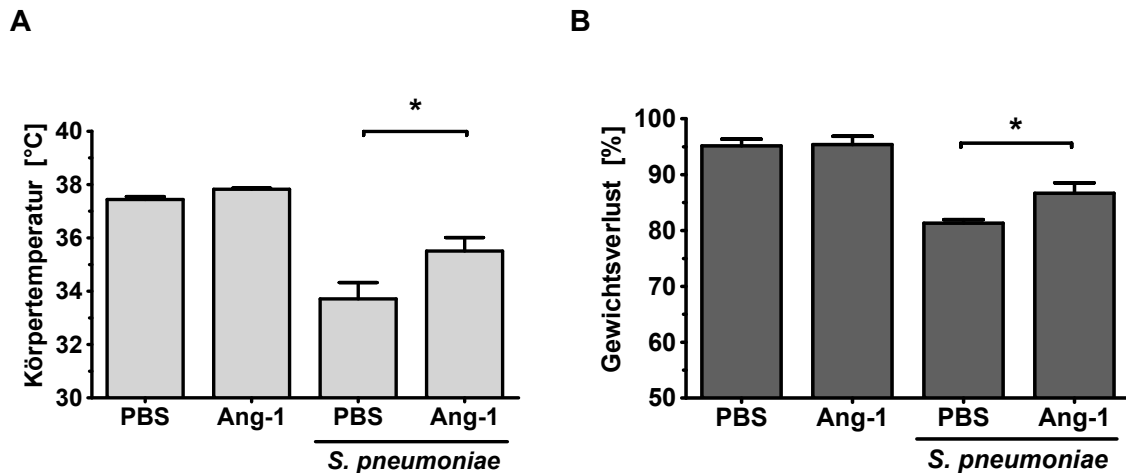 A
Körpertemperatur [°C]
40
38
36
34
32
30
*
PBS
Ang-1
PBS
Ang-1
S. pneumoniae
B
Gewichtsverlust [%]
100
90
80
70
60
50
*
PBS
Ang-1
PBS
Ang-1
S. pneumoniae